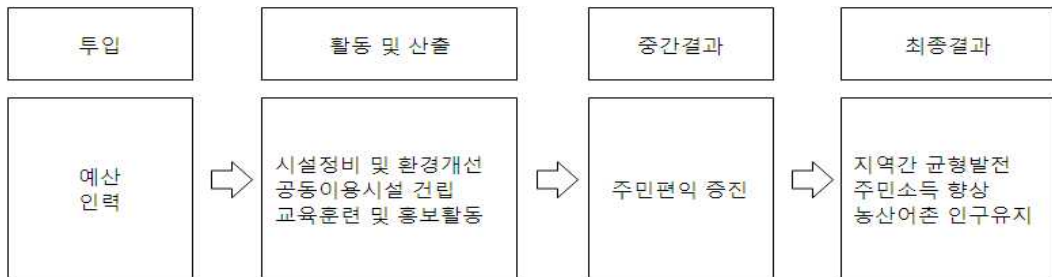 투입
활동 및 산출
중간결과
최종결과
예산
인력
시설정비 및 환경개선
공동이용시설 건립
교육훈련 및 홍보활동
주민편익 증진
지역간 균형발전
주민소득 향상
농산어촌 인구유지